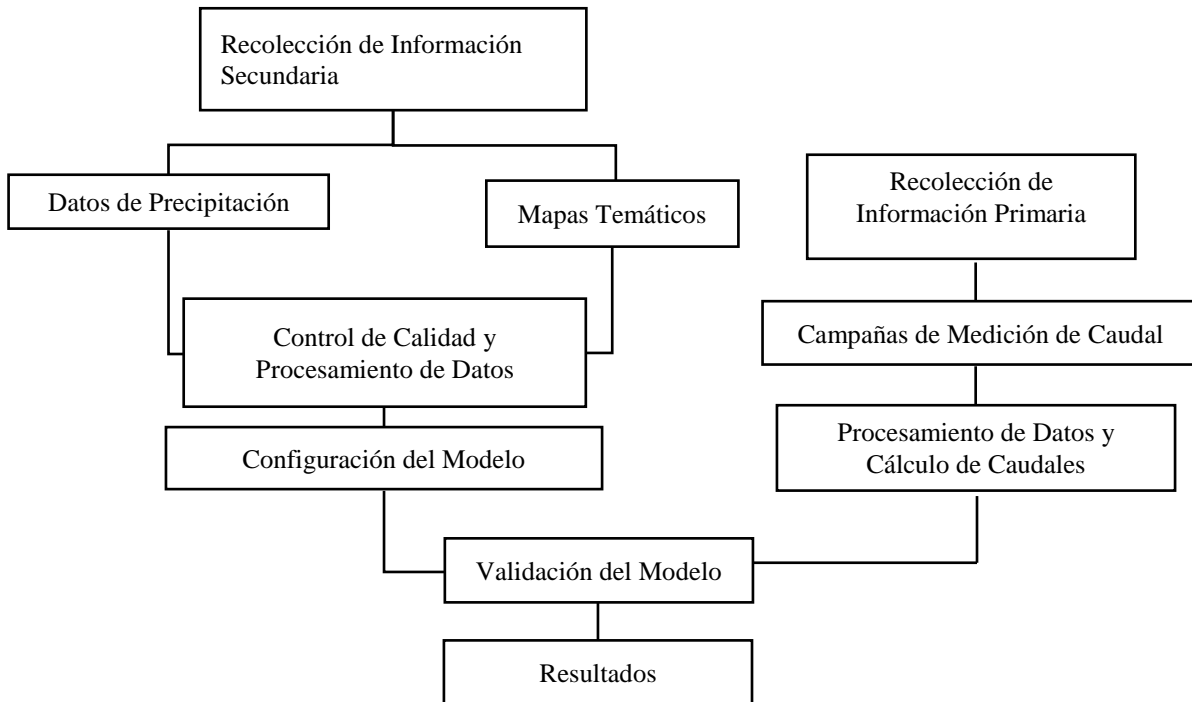 Recolección de Información
Secundaria
Datos de Precipitación
Mapas Temáticos
Recolección de
Información Primaria
Control de Calidad y
Procesamiento de Datos
Campañas de Medición de Caudal
Configuración del Modelo
Procesamiento de Datos y
Cálculo de Caudales
Validación del Modelo
Resultados